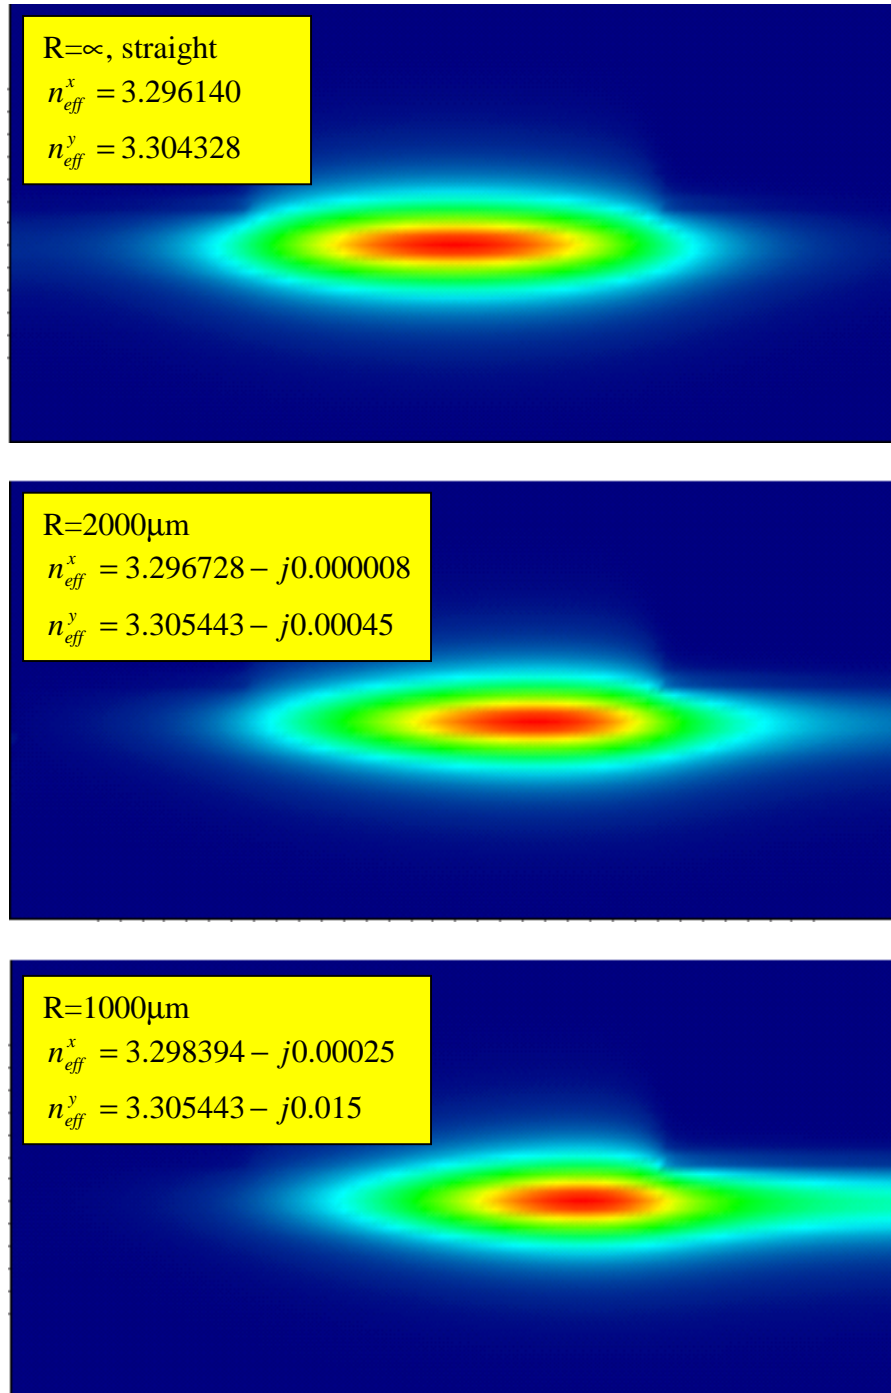 R=∝, straight
n_eff^x = 3.296140
n_eff^y = 3.304328
R=2000μm
n_eff^x = 3.296728 − j0.000008
n_eff^y = 3.305443 − j0.00045
R=1000μm
n_eff^x = 3.298394 − j0.00025
n_eff^y = 3.305443 − j0.015